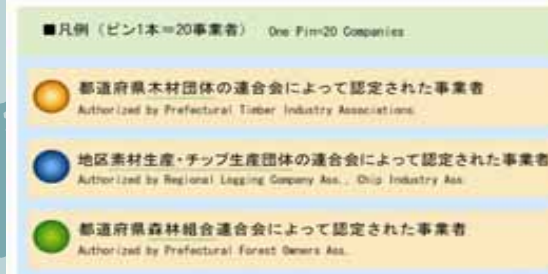 ■凡例（ピン1本＝20事業者） One Pin=20 Companies
都道府県木材団体の連合会によって認定された事業者
Authorized by Prefectural Timber Industry Associations
地区素材生産・チップ生産団体の連合会によって認定された事業者
Authorized by Regional Logging Company Ass., Chip Industry Ass.
都道府県森林組合連合会によって認定された事業者
Authorized by Prefectural Forest Owners Ass.